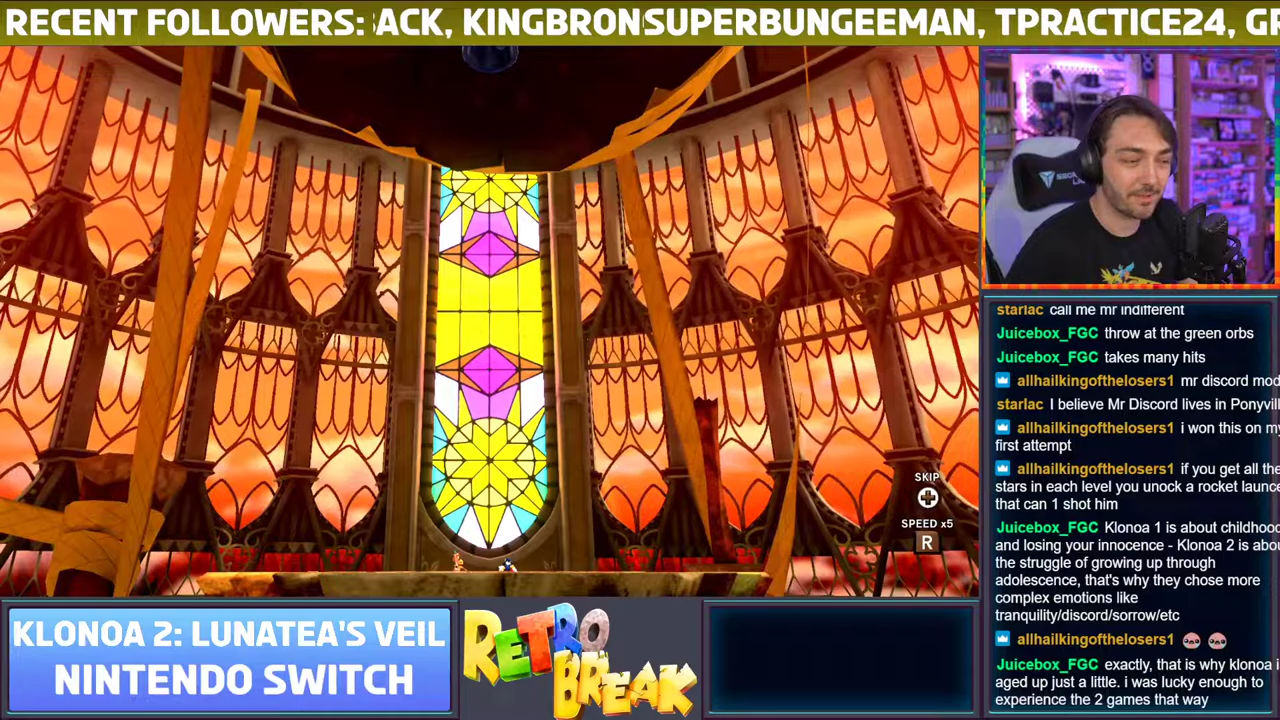 RECENT FOLLOWERS: ACK, KINGBRONSUPERBUNGEEMAN, TPRACTICE24, GR
starlac call me mr indifferent
Juicebox_FGC throw at the green orbs
Juicebox_FGC takes many hits
allhailkingofthelosers1 mr discord mod
starlac I believe Mr Discord lives in Ponyvill
allhailkingofthelosers1 i won this on my
first attempt
allhailkingofthelosers1 if you get all the
stars in each level you unock a rocket launc
that can 1 shot him
Juicebox_FGC Klonoa 1 is about childhood
and losing your innocence - Klonoa 2 is abou
the struggle of growing up through
adolescence, that's why they chose more
complex emotions like
tranquility/discord/sorrow/etc
allhailkingofthelosers1
Juicebox_FGC exactly, that is why klonoa i
aged up just a little. i was lucky enough to
experience the 2 games that way
SKIP
SPEED x5
R
KLONOA 2: LUNATEA'S VEIL
NINTENDO SWITCH
RETRO
BREAK